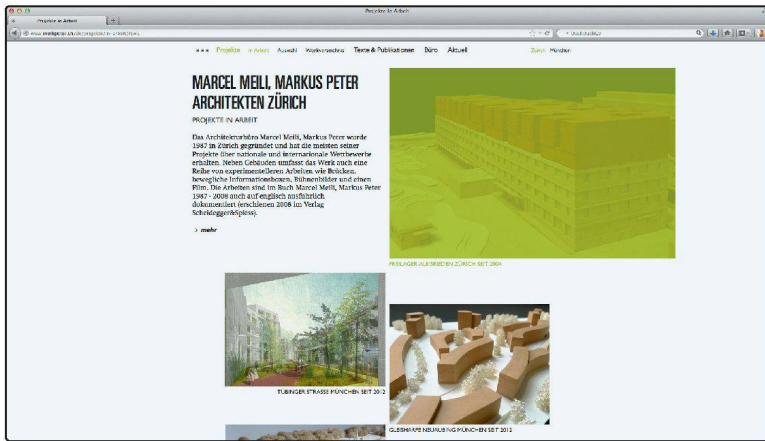 Projekte in Arbeit
Projekte in Arbeit
Projekte in Arbeit Auswahl Werkverzeichnis Texte & Publikationen Büro Aktuell Zürich München
MARCEL MEILI, MARKUS PETER
ARCHITEKTEN ZÜRICH
PROJEKTE IN ARBEIT
Das Architekturbüro Marcel Meili, Markus Peter wurde
1987 in Zürich gegründet und hat die meisten seiner
Projekte über nationale und internationale Wettbewerbe
erhalten. Neben Gebäuden umfasst das Werk auch eine
Reihe von experimentelleren Arbeiten wie Brücken,
bewegliche Informationsboxen, Bühnenbilder und einen
Film. Die Arbeiten sind im Buch Marcel Meili, Markus Peter
1987 - 2008 auch auf englisch ausführlich
dokumentiert (erschienen 2008 im Verlag
Scheidegger&Spiess).
> mehr
FREILAGER ALBISRIEDEN ZÜRICH SEIT 2004
TÜBINGER STRASSE MÜNCHEN SEIT 2012
GLEISHARFE NEUAUBING MÜNCHEN SEIT 2012